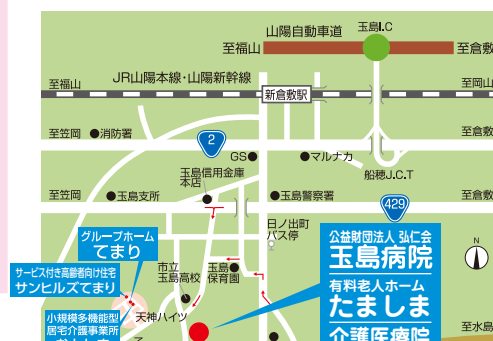 山陽自動車道
玉島I.C
至福山
至倉敷
至福山
JR山陽本線・山陽新幹線
新倉敷駅
至岡山
至笠岡
消防署
2
GS
マルナカ
至倉敷
船穂J.C.T
玉島信用金庫
本店
至笠岡
玉島支所
玉島警察署
429
至倉敷
日ノ出町
バス停
N
グループホーム
てまり
サービス付き高齢者向け住宅
サンヒルズてまり
小規模多機能型
居宅介護事業所
天神ハイツ
市立
玉島高校
玉島
保育園
公益財団法人 弘仁会
玉島病院
有料老人ホーム
たましま
介護医療院
至水島